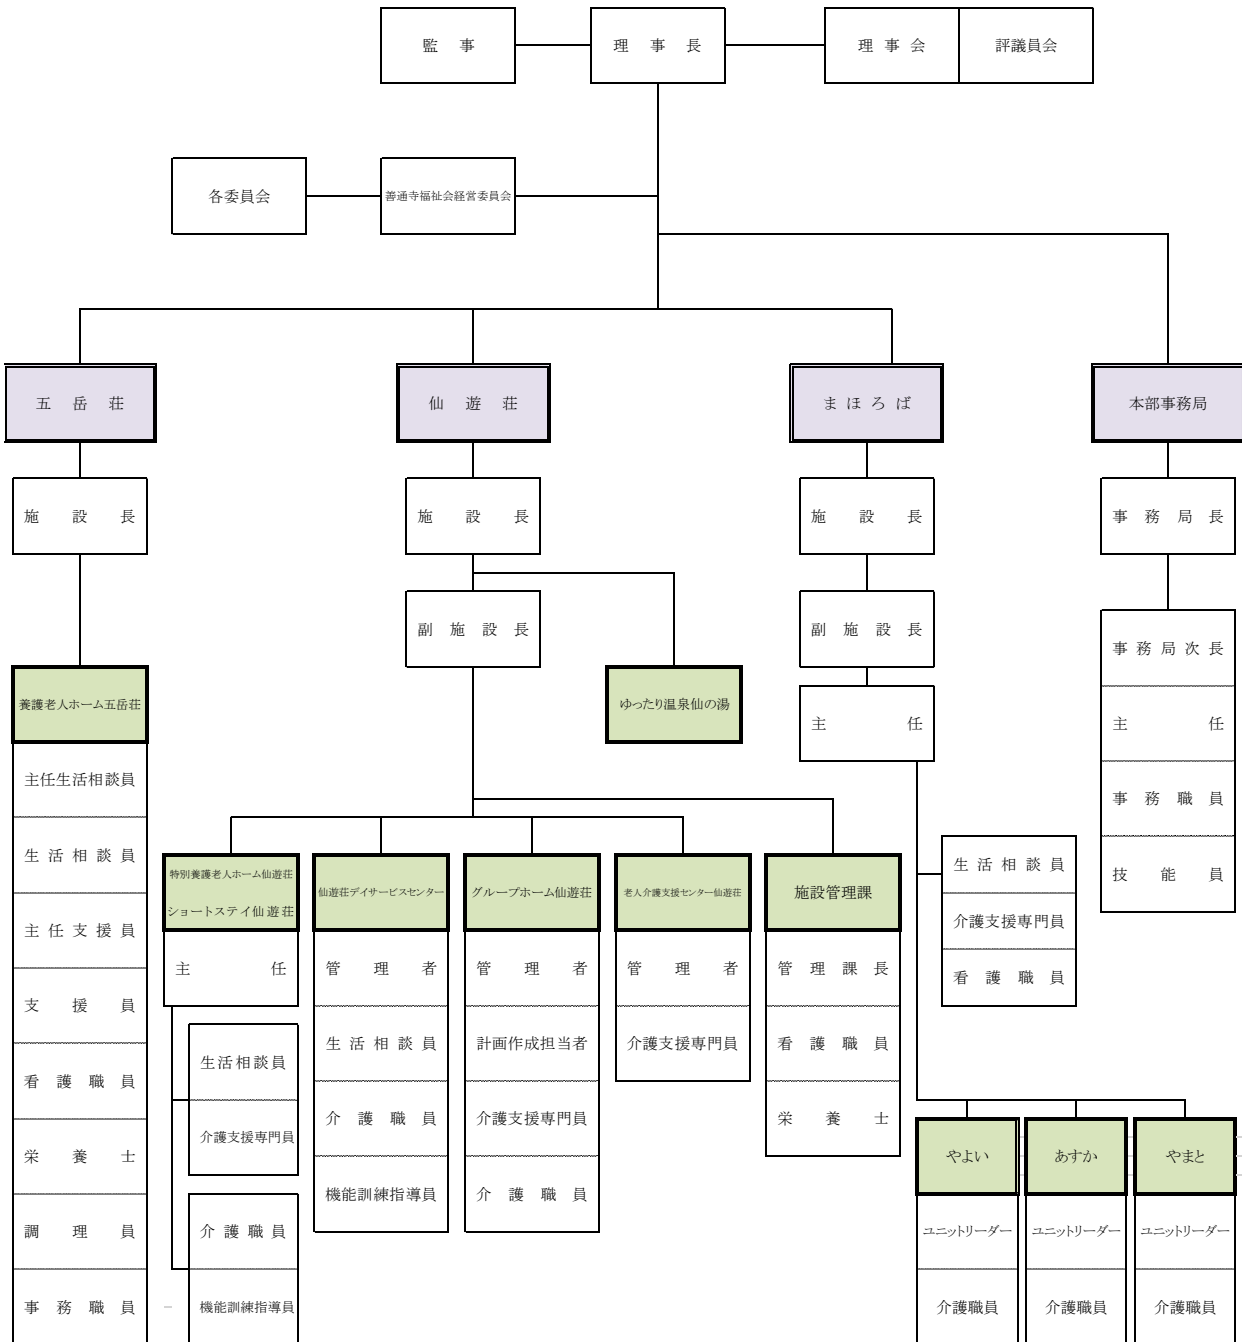 監事
理事長
理事会
評議員会
各委員会
善通寺福祉会経営委員会
五岳荘
仙遊荘
まほろば
本部事務局
施設長
施設長
施設長
事務局長
副施設長
副施設長
事務局次長
主任
事務職員
技能員
養護老人ホーム五岳荘
ゆったり温泉仙の湯
主任
主任生活相談員
生活相談員
主任支援員
支援員
看護職員
栄養士
調理員
事務職員
特別養護老人ホーム仙遊荘
ショートステイ仙遊荘
主任
生活相談員
介護支援専門員
介護職員
機能訓練指導員
仙遊荘デイサービスセンター
管理者
生活相談員
介護職員
機能訓練指導員
グループホーム仙遊荘
管理者
計画作成担当者
介護支援専門員
介護職員
老人介護支援センター仙遊荘
管理者
介護支援専門員
施設管理課
管理課長
看護職員
栄養士
生活相談員
介護支援専門員
看護職員
やよい
ユニットリーダー
介護職員
あすか
ユニットリーダー
介護職員
やまと
ユニットリーダー
介護職員